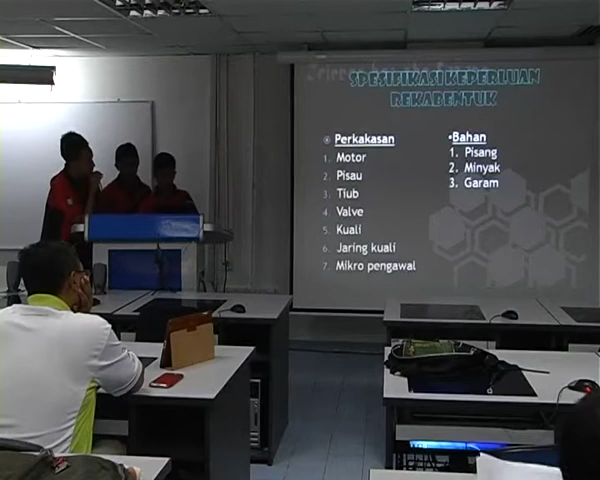 SPESIFIKASI KEPERLUAN
REKABENTUK
Perkakasan
1. Motor
2. Pisau
3. Tiub
4. Valve
5. Kuali
6. Jaring kuali
7. Mikro pengawal
•Bahan
1. Pisang
2. Minyak
3. Garam